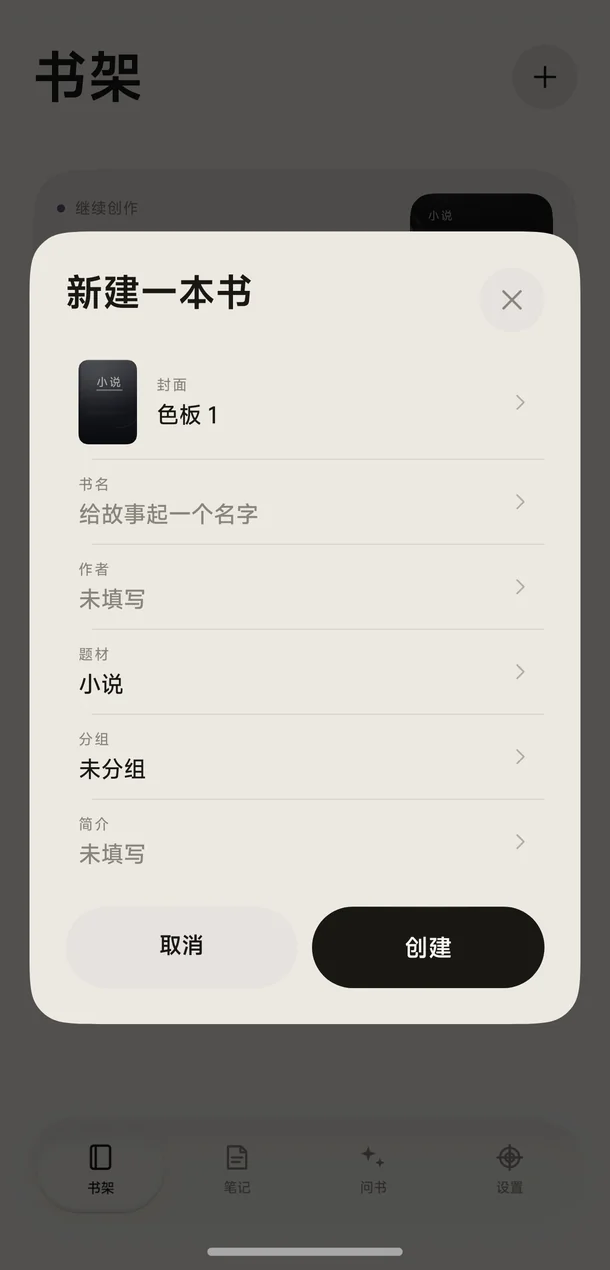 书架
继续创作
小说
新建一本书
小说
封面
色板 1
书名
给故事起一个名字
作者
未填写
题材
小说
分组
未分组
简介
未填写
取消
创建
书架
笔记
问书
设置